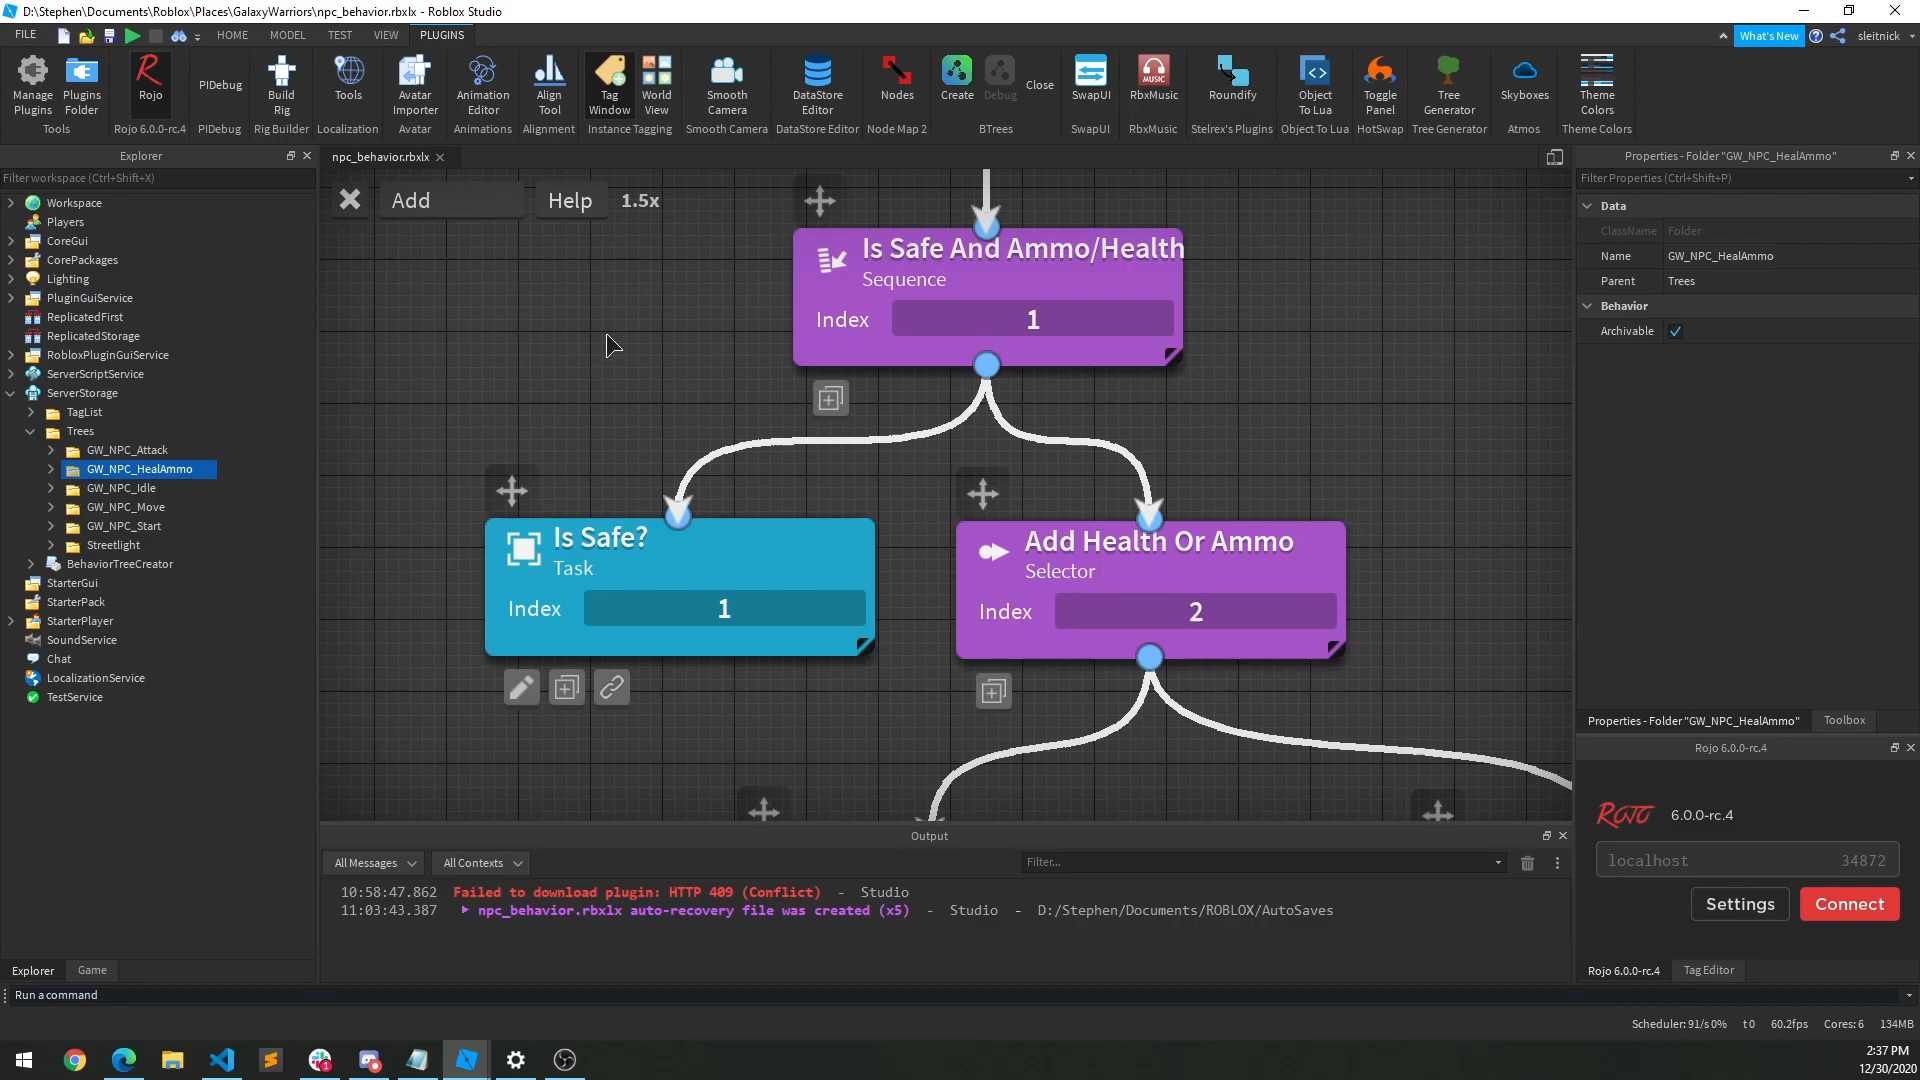 D:\Stephen\Documents\Roblox\Places\GalaxyWarriors\npc_behavior.rbxlx - Roblox Studio
FILE HOME MODEL TEST VIEW PLUGINS What's New sleitnick
Manage Plugins
Plugins Folder
Tools
Rojo
Rojo 6.0.0-rc.4
PIDebug
PIDebug
Build Rig
Rig Builder
Tools
Localization
Avatar Importer
Avatar
Animation Editor
Animations
Align Tool
Alignment
Tag Window
World View
Instance Tagging
Smooth Camera
Smooth Camera
DataStore Editor
DataStore Editor
Nodes
Node Map 2
Create
Debug
Close
BTrees
SwapUI
SwapUI
MUSIC
RbxMusic
RbxMusic
Roundify
Stelrex's Plugins
Object To Lua
Object To Lua
Toggle Panel
HotSwap
Tree Generator
Tree Generator
Skyboxes
Atmos
Theme Colors
Theme Colors
Explorer
Filter workspace (Ctrl+Shift+X)
Workspace
Players
CoreGui
CorePackages
Lighting
PluginGuiService
ReplicatedFirst
ReplicatedStorage
RobloxPluginGuiService
ServerScriptService
ServerStorage
TagList
Trees
GW_NPC_Attack
GW_NPC_HealAmmo
GW_NPC_Idle
GW_NPC_Move
GW_NPC_Start
Streetlight
BehaviorTreeCreator
StarterGui
StarterPack
StarterPlayer
SoundService
Chat
LocalizationService
TestService
Explorer Game
npc_behavior.rbxlx
Add Help 1.5x
Is Safe And Ammo/Health
Sequence
Index 1
Is Safe?
Task
Index 1
Add Health Or Ammo
Selector
Index 2
Output
All Messages All Contexts Filter...
10:58:47.862 Failed to download plugin: HTTP 409 (Conflict) - Studio
11:03:43.387 npc_behavior.rbxlx auto-recovery file was created (x5) - Studio - D:/Stephen/Documents/ROBLOX/AutoSaves
Properties - Folder "GW_NPC_HealAmmo"
Filter Properties (Ctrl+Shift+P)
Data
ClassName Folder
Name GW_NPC_HealAmmo
Parent Trees
Behavior
Archivable
Properties - Folder "GW_NPC_HealAmmo" Toolbox
Rojo 6.0.0-rc.4
ROJO 6.0.0-rc.4
localhost 34872
Settings Connect
Rojo 6.0.0-rc.4 Tag Editor
Run a command
Scheduler: 91/s 0% t 0 60.2fps Cores: 6 134MB
1
2:37 PM
12/30/2020